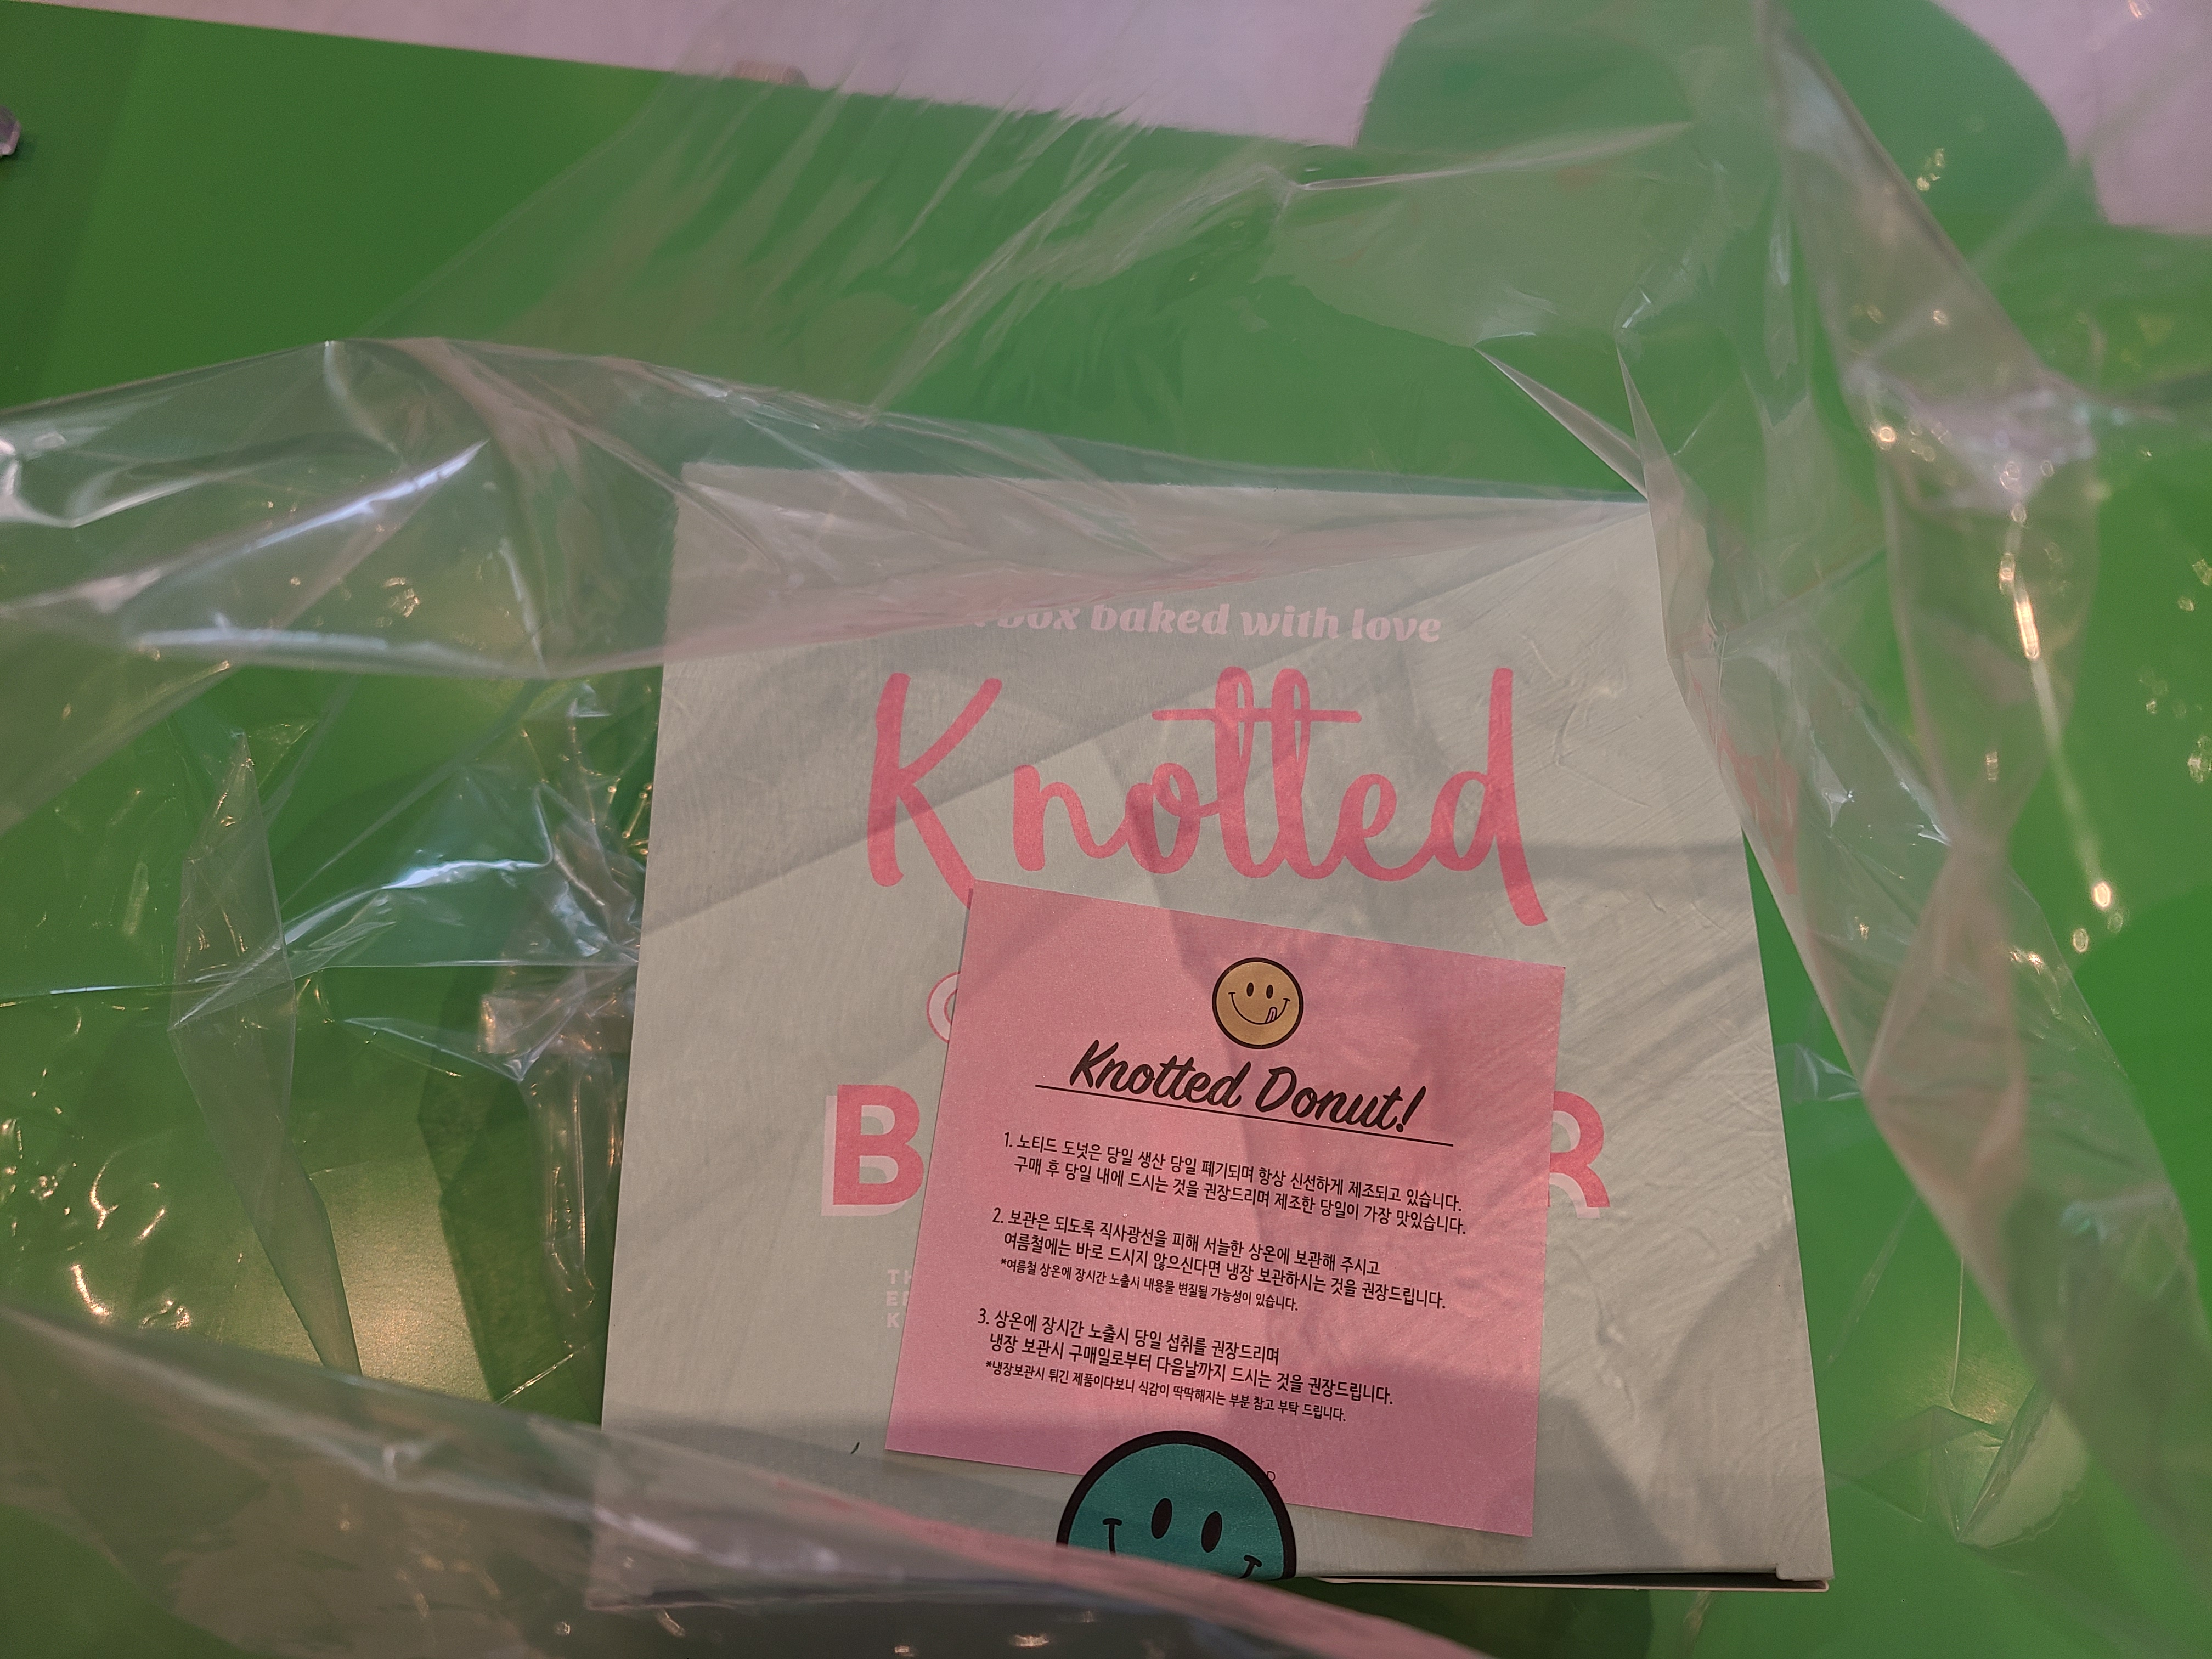 box baked with love
Knotted
B R
Knotted Donut!
1. 노티드 도넛은 당일 생산 당일 폐기되며 항상 신선하게 제조되고 있습니다.
구매 후 당일 내에 드시는 것을 권장드리며 제조한 당일이 가장 맛있습니다.
2. 보관은 되도록 직사광선을 피해 서늘한 상온에 보관해 주시고
여름철에는 바로 드시지 않으신다면 냉장 보관하시는 것을 권장드립니다.
*여름철 상온에 장시간 노출시 내용물 변질될 가능성이 있습니다.
3. 상온에 장시간 노출시 당일 섭취를 권장드리며
냉장 보관시 구매일로부터 다음날까지 드시는 것을 권장드립니다.
*냉장보관시 튀긴 제품이다보니 식감이 딱딱해지는 부분 참고 부탁 드립니다.